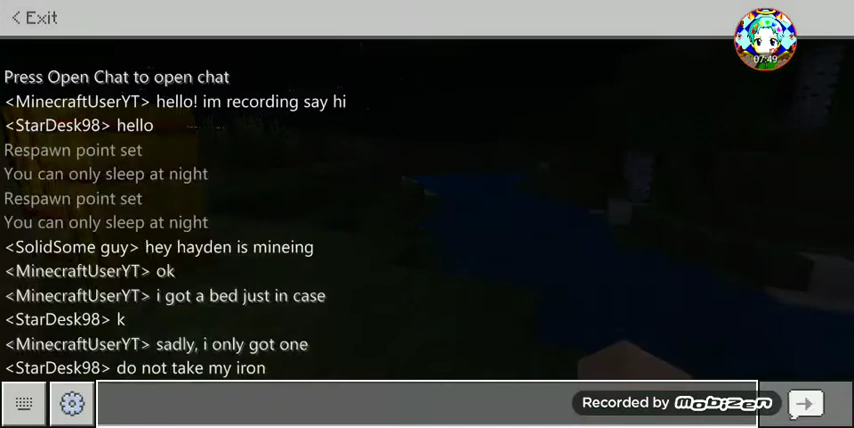 < Exit
07:49
Press Open Chat to open chat
<MinecraftUserYT> hello! im recording say hi
<StarDesk98> hello
Respawn point set
You can only sleep at night
Respawn point set
You can only sleep at night
<SolidSome guy> hey hayden is mineing
<MinecraftUserYT> ok
<MinecraftUserYT> i got a bed just in case
<StarDesk98> k
<MinecraftUserYT> sadly, i only got one
<StarDesk98> do not take my iron
Recorded by mobizen